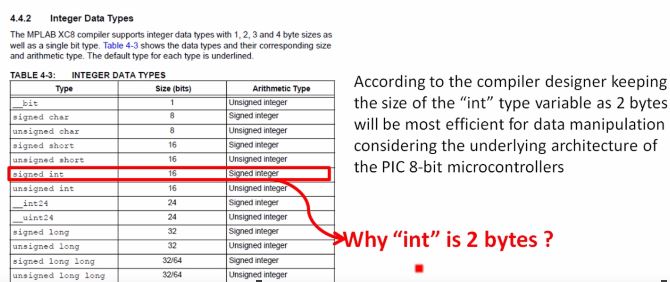 4.4.2 Integer Data Types
The MPLAB XC8 compiler supports integer data types with 1, 2, 3 and 4 byte sizes as
well as a single bit type. Table 4-3 shows the data types and their corresponding size
and arithmetic type. The default type for each type is underlined.
TABLE 4-3: INTEGER DATA TYPES
Type Size (bits) Arithmetic Type
__bit 1 Unsigned integer
signed char 8 Signed integer
unsigned char 8 Unsigned integer
signed short 16 Signed integer
unsigned short 16 Unsigned integer
signed int 16 Signed integer
unsigned int 16 Unsigned integer
__int24 24 Signed integer
__uint24 24 Unsigned integer
signed long 32 Signed integer
unsigned long 32 Unsigned integer
signed long long 32/64 Signed integer
unsigned long long 32/64 Unsigned integer
According to the compiler designer keeping
the size of the “int” type variable as 2 bytes
will be most efficient for data manipulation
considering the underlying architecture of
the PIC 8-bit microcontrollers
Why “int” is 2 bytes ?